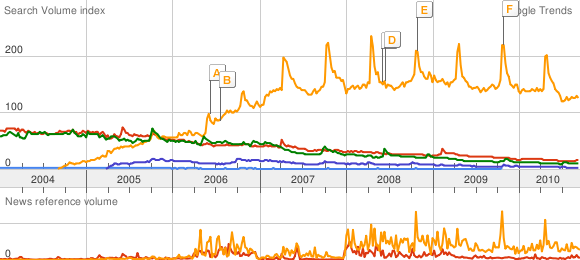 Search Volume index
Google Trends
E
F
D
A
B
200
100
0
2004 2005 2006 2007 2008 2009 2010
News reference volume
0